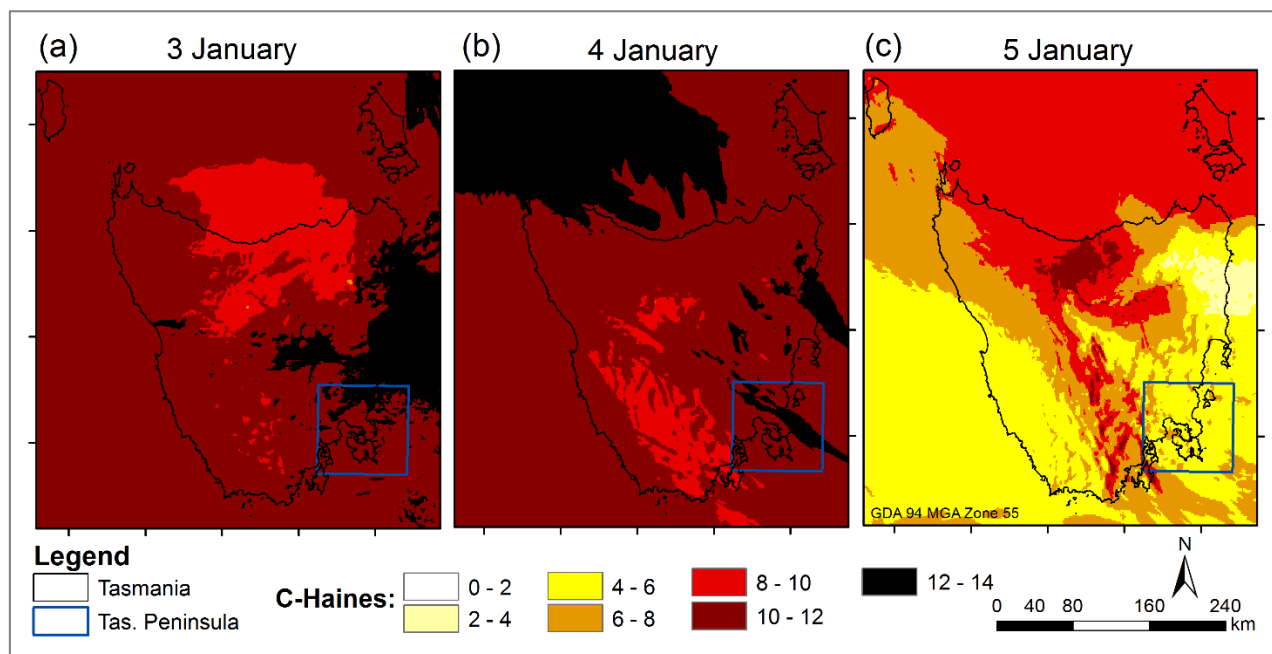 (a) 3 January
(b) 4 January
(c) 5 January
GDA 94 MGA Zone 55
Legend
Tasmania
Tas. Peninsula
C-Haines:
0 - 2
2 - 4
4 - 6
6 - 8
8 - 10
10 - 12
12 - 14
N
0 40 80 160 240
km